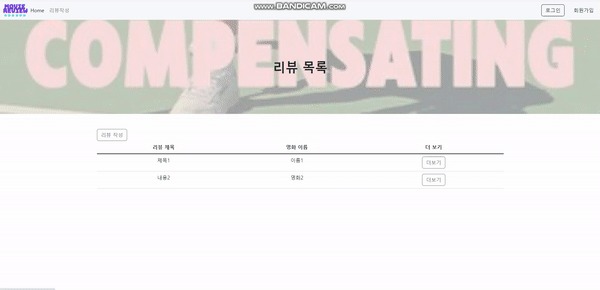 www.BANDICAM.com
MOVIE
REVIEW
Home 리뷰작성
로그인 회원가입
COMPENSATING
리뷰 목록
리뷰 작성
리뷰 제목 영화 이름 더 보기
제목1 이름1 더보기
내용2 영화2 더보기